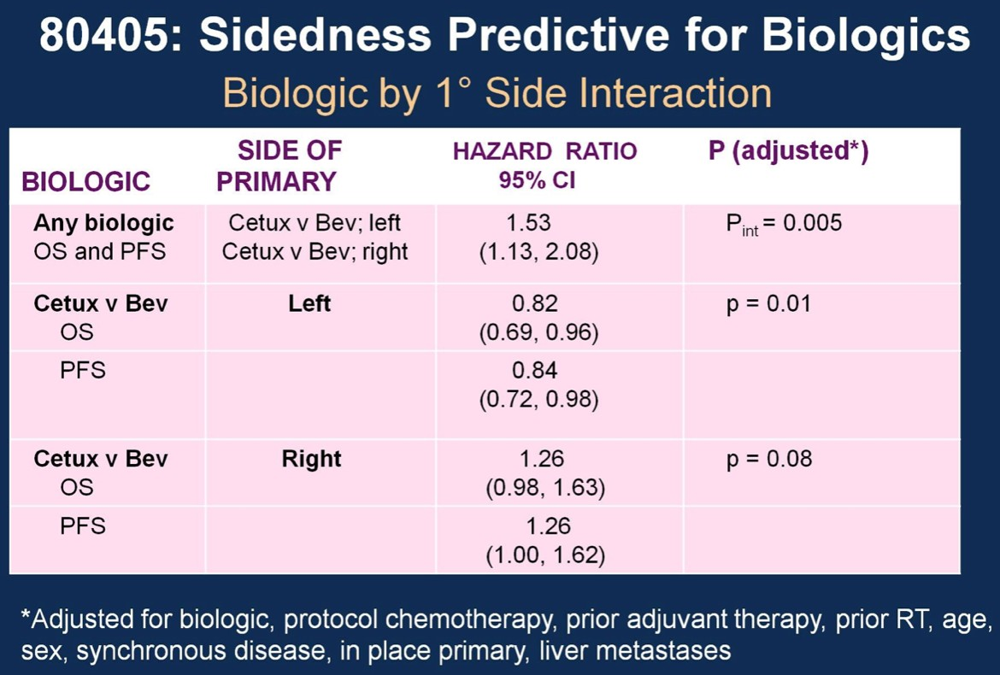 80405: Sidedness Predictive for Biologics
Biologic by 1° Side Interaction
BIOLOGIC
SIDE OF
PRIMARY
HAZARD RATIO
95% CI
P (adjusted*)
Any biologic
OS and PFS
Cetux v Bev; left
Cetux v Bev; right
1.53
(1.13, 2.08)
Pint = 0.005
Cetux v Bev
OS
Left
0.82
(0.69, 0.96)
p = 0.01
PFS
0.84
(0.72, 0.98)
Cetux v Bev
OS
Right
1.26
(0.98, 1.63)
p = 0.08
PFS
1.26
(1.00, 1.62)
*Adjusted for biologic, protocol chemotherapy, prior adjuvant therapy, prior RT, age,
sex, synchronous disease, in place primary, liver metastases